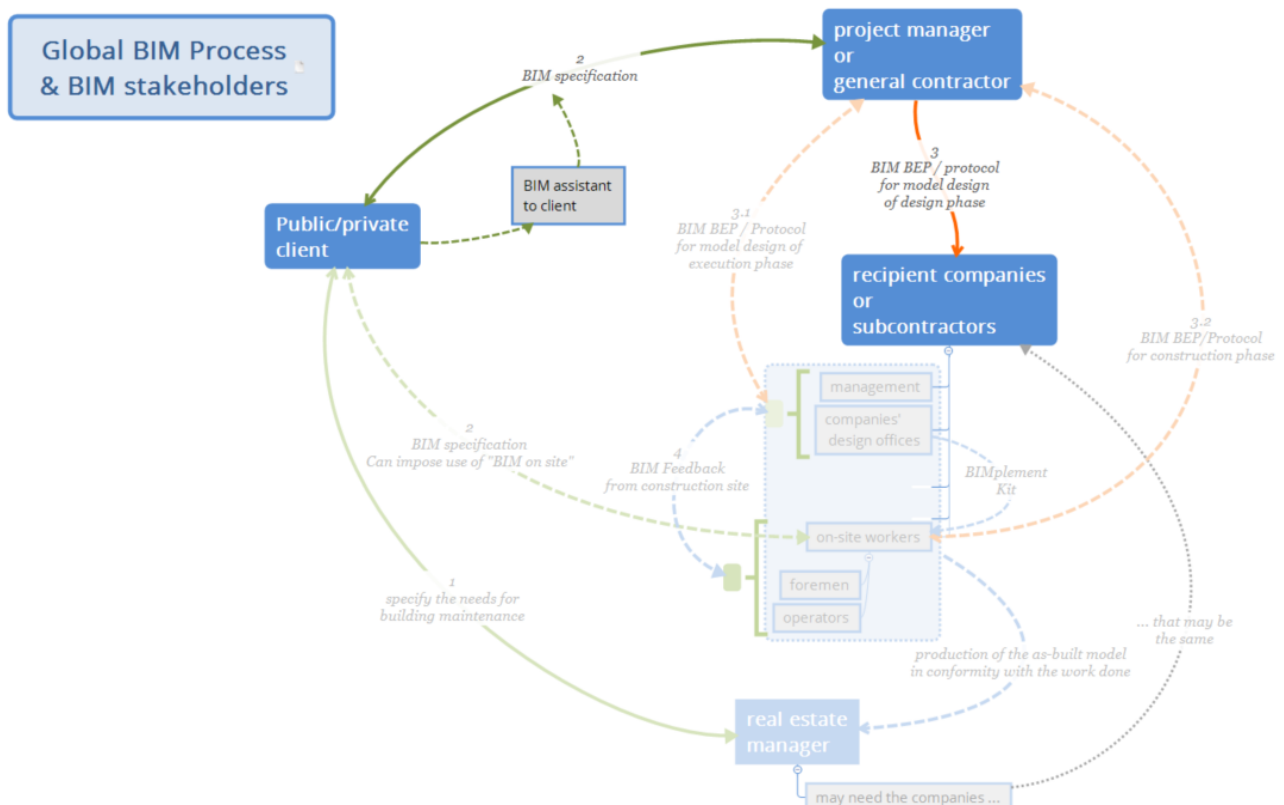 Global BIM Process
& BIM stakeholders
project manager
or
general contractor
2
BIM specification
BIM assistant
to client
Public/private
client
3
BIM BEP / protocol
for model design
of design phase
3.1
BIM BEP / Protocol
for model design of
execution phase
recipient companies
or
subcontractors
3.2
BIM BEP/Protocol
for construction phase
management
companies'
design offices
2
BIM specification
Can impose use of "BIM on site"
4
BIM Feedback
from construction site
BIMplement
Kit
on-site workers
foremen
operators
1
specify the needs for
building maintenance
... that may be
the same
production of the as-built model
in conformity with the work done
real estate
manager
may need the companies ...